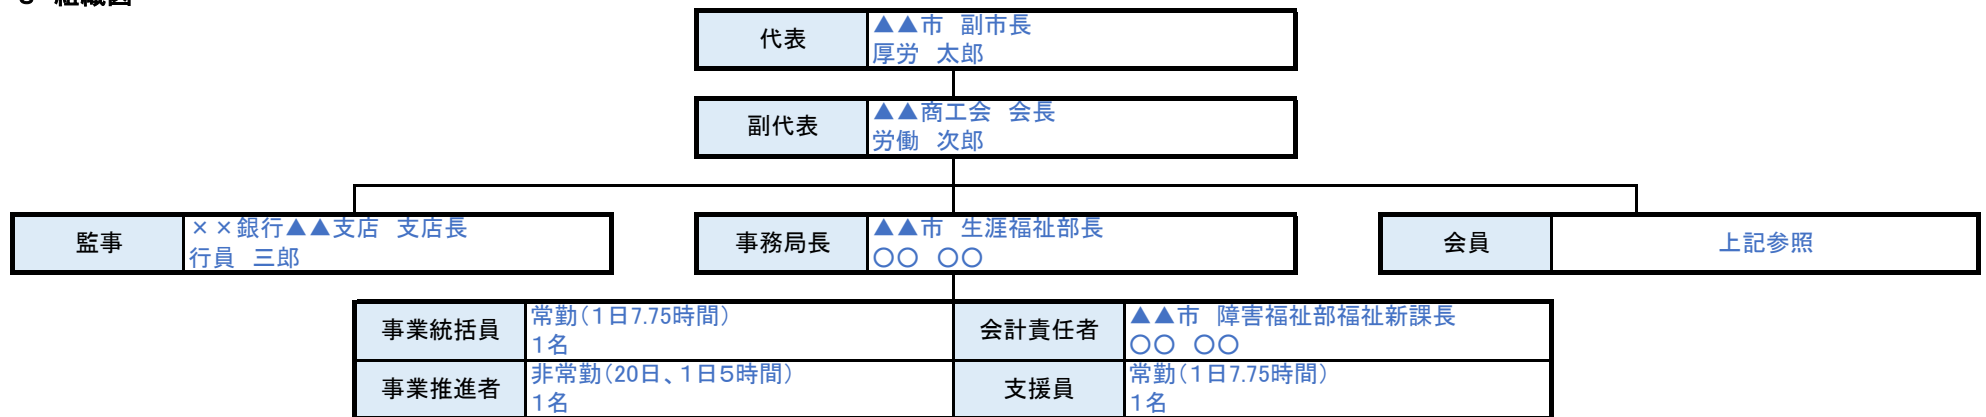 組織図
代表
▲▲市　副市長
厚労　太郎
副代表
▲▲商工会　会長
労働　次郎
監事
××銀行▲▲支店　支店長
行員　三郎
事務局長
▲▲市　生涯福祉部長
○○　○○
会員
上記参照
事業統括員
常勤（１日7.75時間）
１名
会計責任者
▲▲市　障害福祉部福祉新課長
○○　○○
事業推進者
非常勤（20日、１日５時間）
１名
支援員
常勤（１日7.75時間）
１名